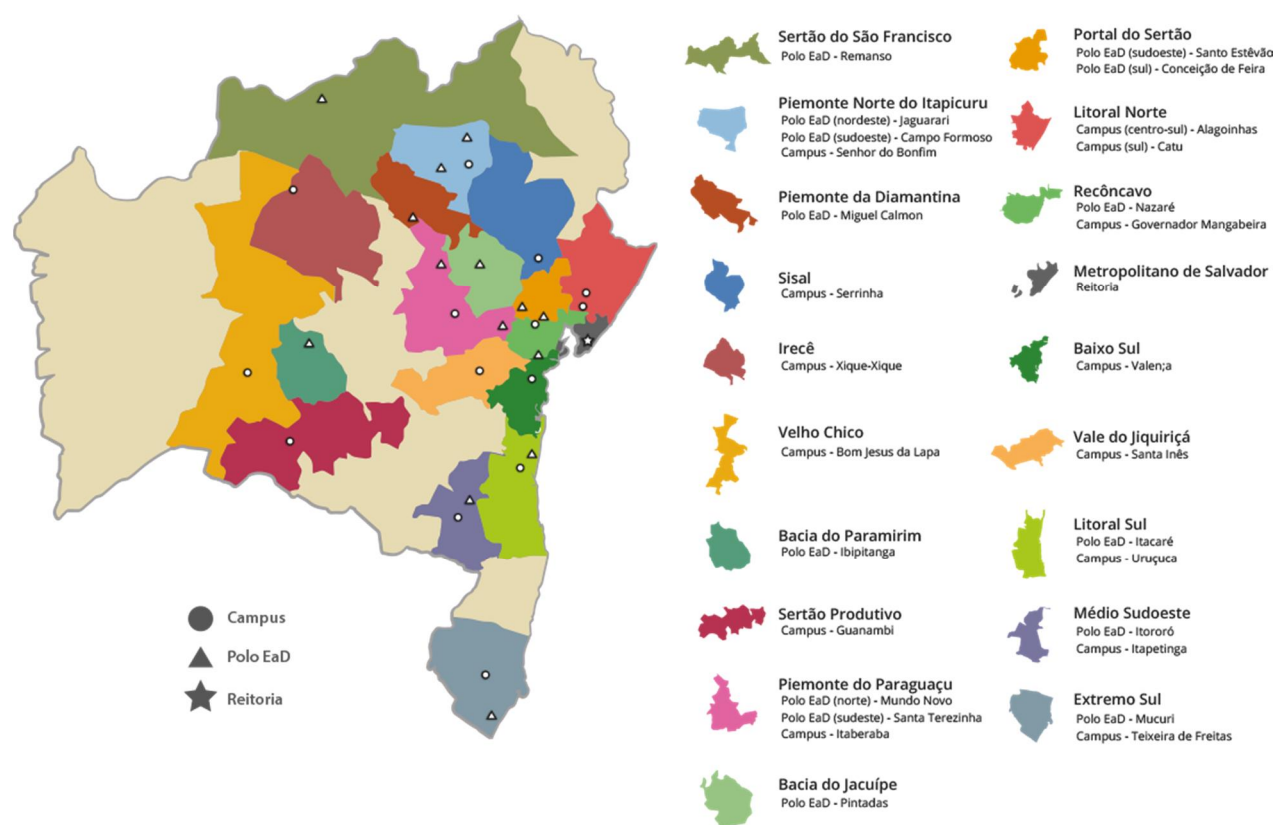 Sertão do São Francisco
Polo EaD - Remanso
Piemonte Norte do Itapicuru
Polo EaD (nordeste) - Jaguarari
Polo EaD (sudoeste) - Campo Formoso
Campus - Senhor do Bonfim
Piemonte da Diamantina
Polo EaD - Miguel Calmon
Sisal
Campus - Serrinha
Irecê
Campus - Xique-Xique
Velho Chico
Campus - Bom Jesus da Lapa
Bacia do Paramirim
Polo EaD - Ibipitanga
Sertão Produtivo
Campus - Guanambi
Piemonte do Paraguaçu
Polo EaD (norte) - Mundo Novo
Polo EaD (sudeste) - Santa Terezinha
Campus - Itaberaba
Bacia do Jacuípe
Polo EaD - Pintadas
Portal do Sertão
Polo EaD (sudoeste) - Santo Estêvão
Polo EaD (sul) - Conceição de Feira
Litoral Norte
Campus (centro-sul) - Alagoinhas
Campus (sul) - Catu
Recôncavo
Polo EaD - Nazaré
Campus - Governador Mangabeira
Metropolitano de Salvador
Reitoria
Baixo Sul
Campus - Valen;a
Vale do Jiquiriçá
Campus - Santa Inês
Litoral Sul
Polo EaD - Itacaré
Campus - Uruçuca
Médio Sudoeste
Polo EaD - Itororó
Campus - Itapetinga
Extremo Sul
Polo EaD - Mucuri
Campus - Teixeira de Freitas
Campus
Polo EaD
Reitoria